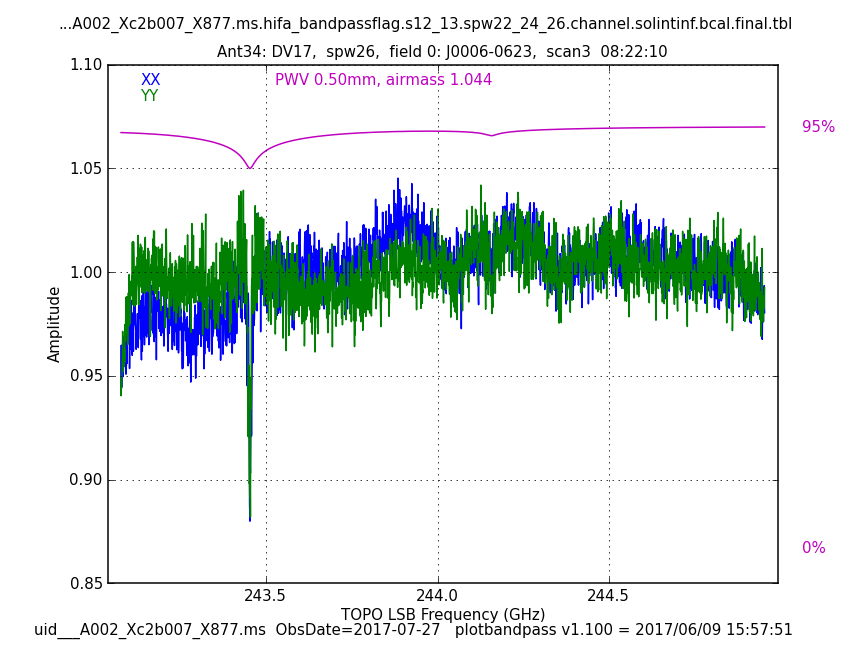 ...A002_Xc2b007_X877.ms.hifa_bandpassflag.s12_13.spw22_24_26.channel.solintinf.bcal.final.tbl
Ant34: DV17,  spw26,  field 0: J0006-0623,  scan3  08:22:10
1.10
XX
PWV 0.50mm, airmass 1.044
YY
95%
1.05
1.00
Amplitude
0.95
0.90
0%
0.85
243.5
244.0
244.5
TOPO LSB Frequency (GHz)
uid___A002_Xc2b007_X877.ms  ObsDate=2017-07-27   plotbandpass v1.100 = 2017/06/09 15:57:51